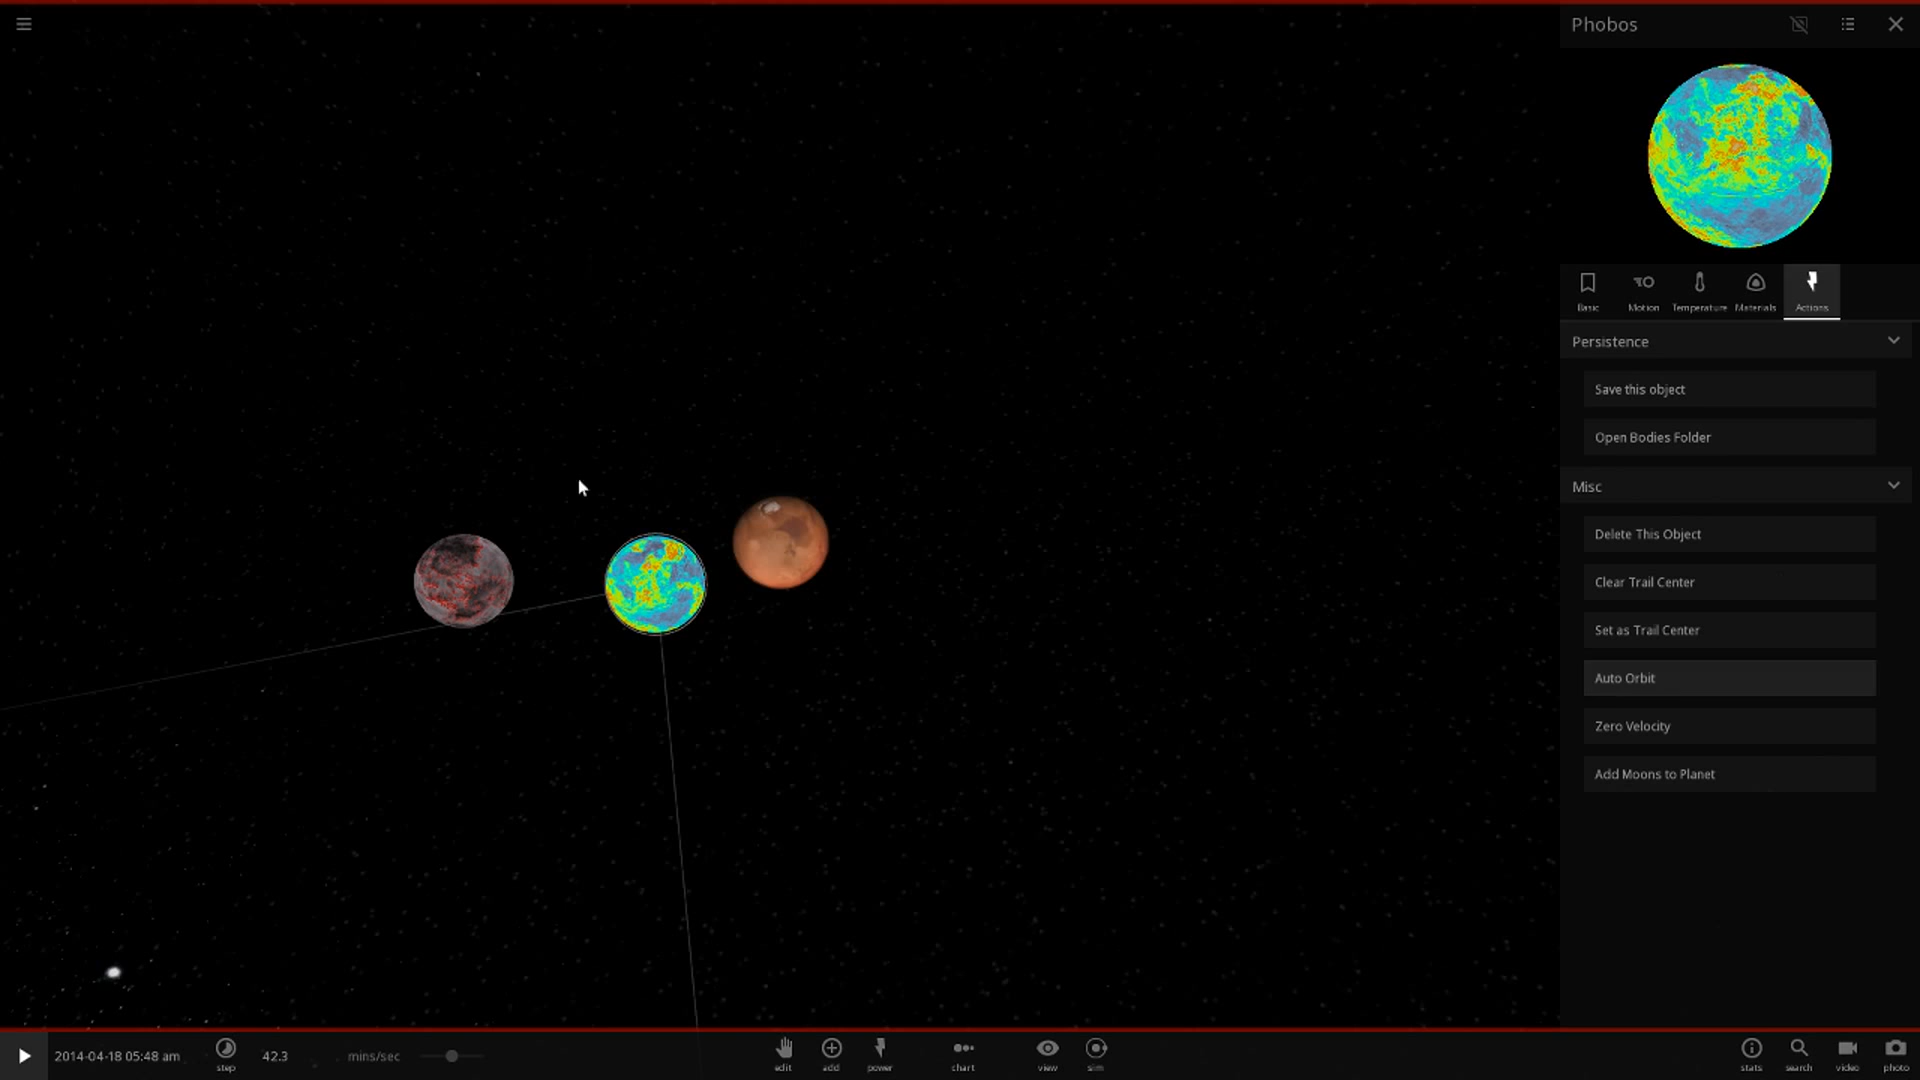 Phobos
Basic
Motion
Temperature
Materials
Actions
Persistence
Save this object
Open Bodies Folder
Misc
Delete This Object
Clear Trail Center
Set as Trail Center
Auto Orbit
Zero Velocity
Add Moons to Planet
2014-04-18 05:48 am
step
42.3
mins/sec
edit
add
power
chart
view
sim
stats
search
video
photo